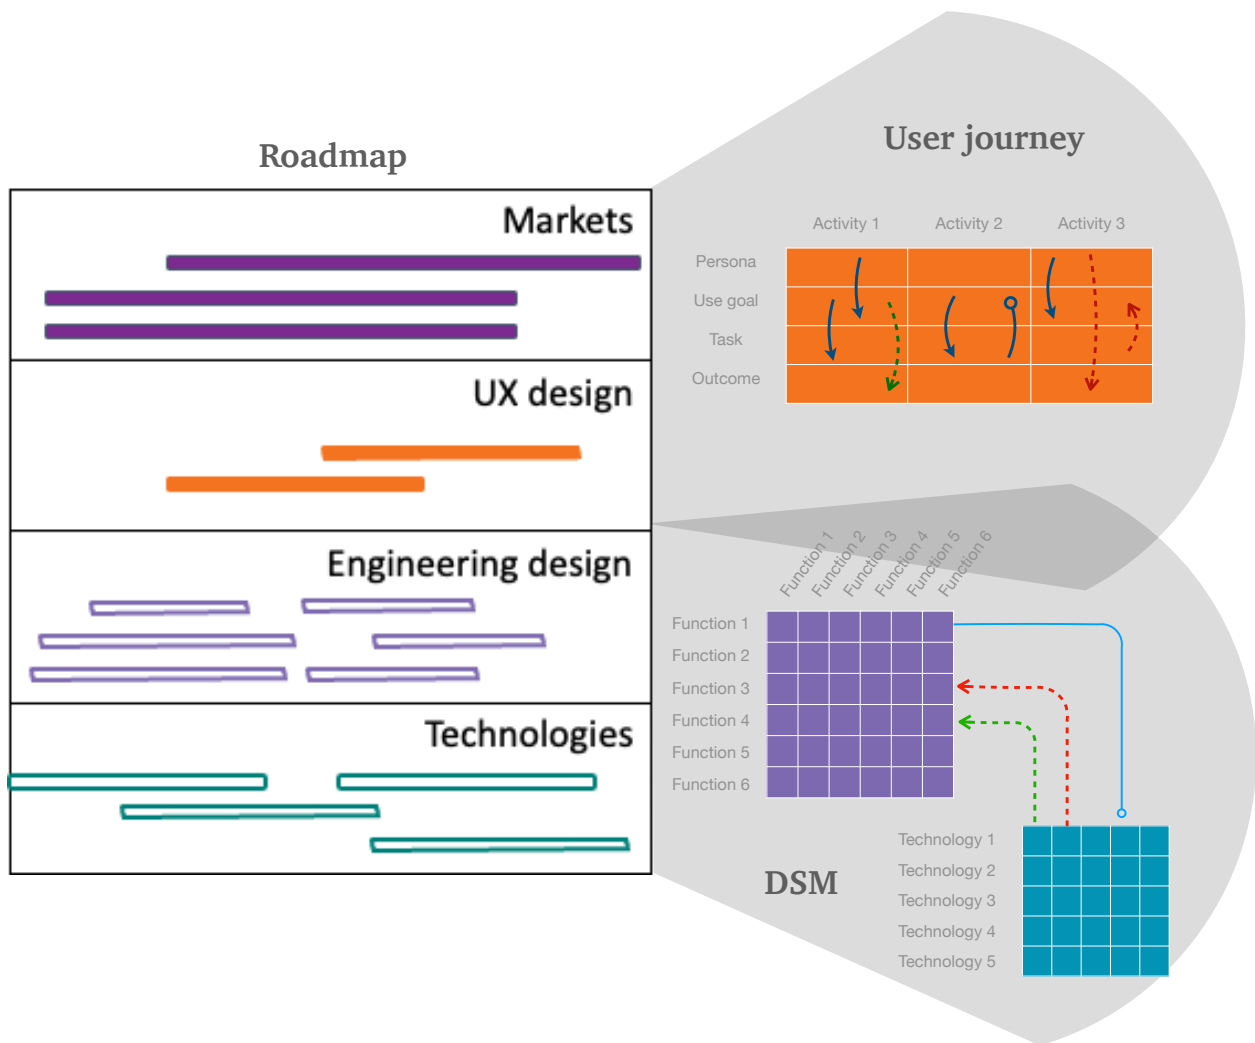 Roadmap
Markets
UX design
Engineering design
Technologies
User journey
Activity 1 Activity 2 Activity 3
Persona
Use goal
Task
Outcome
Function 1 Function 2 Function 3 Function 4 Function 5 Function 6
Function 1
Function 2
Function 3
Function 4
Function 5
Function 6
DSM
Technology 1
Technology 2
Technology 3
Technology 4
Technology 5